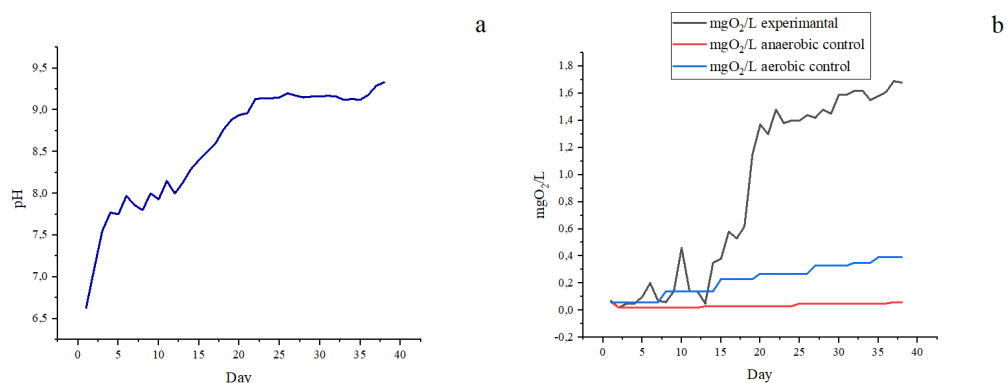 a
9,5
9,0
8,5
8,0
7,5
7,0
6,5
pH
0 5 10 15 20 25 30 35 40
Day
b
mgO₂/L experimantal
mgO₂/L anaerobic control
mgO₂/L aerobic control
1,8
1,6
1,4
1,2
1,0
0,8
0,6
0,4
0,2
0,0
-0,2
mgO₂/L
0 5 10 15 20 25 30 35 40
Day